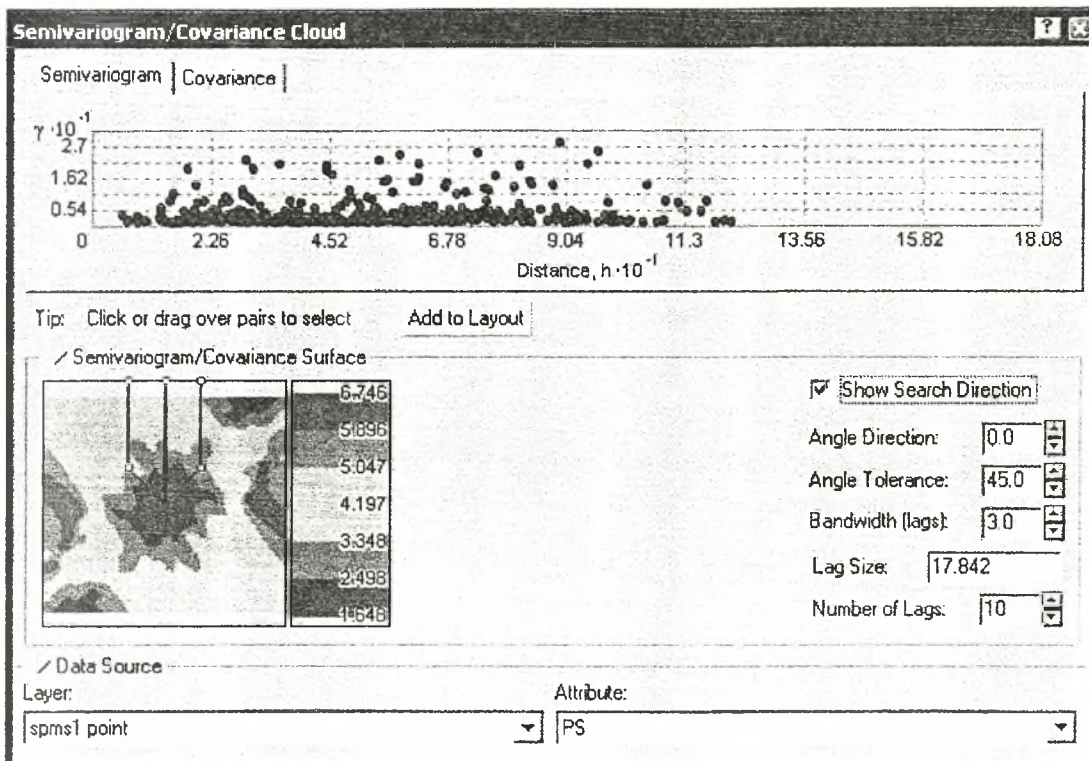 Semivariogram/Covariance Cloud
Semivariogram Covariance
γ·10⁻¹
2.7
1.62
0.54
0 2.26 4.52 6.78 9.04 11.3 13.56 15.82 18.08
Distance, h·10⁻¹
Tip: Click or drag over pairs to select Add to Layout
Semivariogram/Covariance Surface
6.746
5.896
5.047
4.197
3.348
2.498
1.648
Show Search Direction
Angle Direction: 0.0
Angle Tolerance: 45.0
Bandwidth (lags): 3.0
Lag Size: 17.842
Number of Lags: 10
Data Source
Layer: Attribute:
spms1 point PS